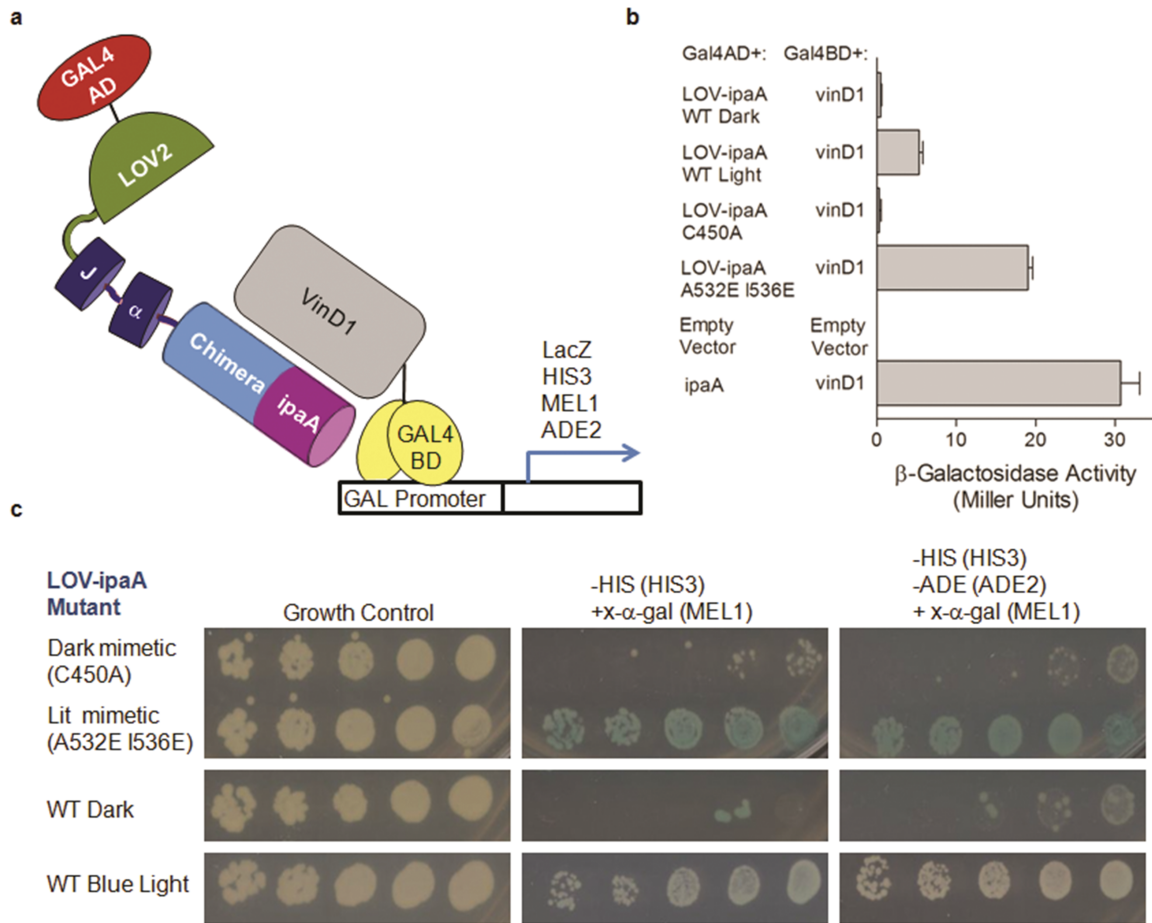 a
GAL4
AD
LOV2
J
α
Chimera
ipaA
VinD1
GAL4
BD
LacZ
HIS3
MEL1
ADE2
GAL Promoter
b
Gal4AD+: Gal4BD+:
LOV-ipaA vinD1
WT Dark
LOV-ipaA vinD1
WT Light
LOV-ipaA vinD1
C450A
LOV-ipaA vinD1
A532E I536E
Empty Empty
Vector Vector
ipaA vinD1
0 10 20 30
β-Galactosidase Activity
(Miller Units)
c
LOV-ipaA
Mutant
Growth Control
-HIS (HIS3)
+x-α-gal (MEL1)
-HIS (HIS3)
-ADE (ADE2)
+ x-α-gal (MEL1)
Dark mimetic
(C450A)
Lit mimetic
(A532E I536E)
WT Dark
WT Blue Light